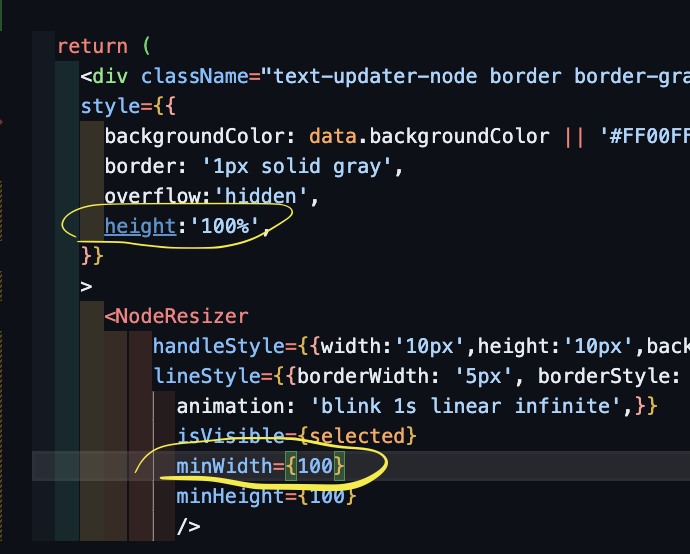 return (
<div className="text-updater-node border border-gra
style={{
backgroundColor: data.backgroundColor || '#FF00FF
border: '1px solid gray',
overflow:'hidden',
height:'100%',
}}
>
<NodeResizer
handleStyle={{width:'10px',height:'10px',back
lineStyle={{borderWidth: '5px', borderStyle:
animation: 'blink 1s linear infinite',}}
isVisible={selected}
minWidth={100}
minHeight={100}
/>